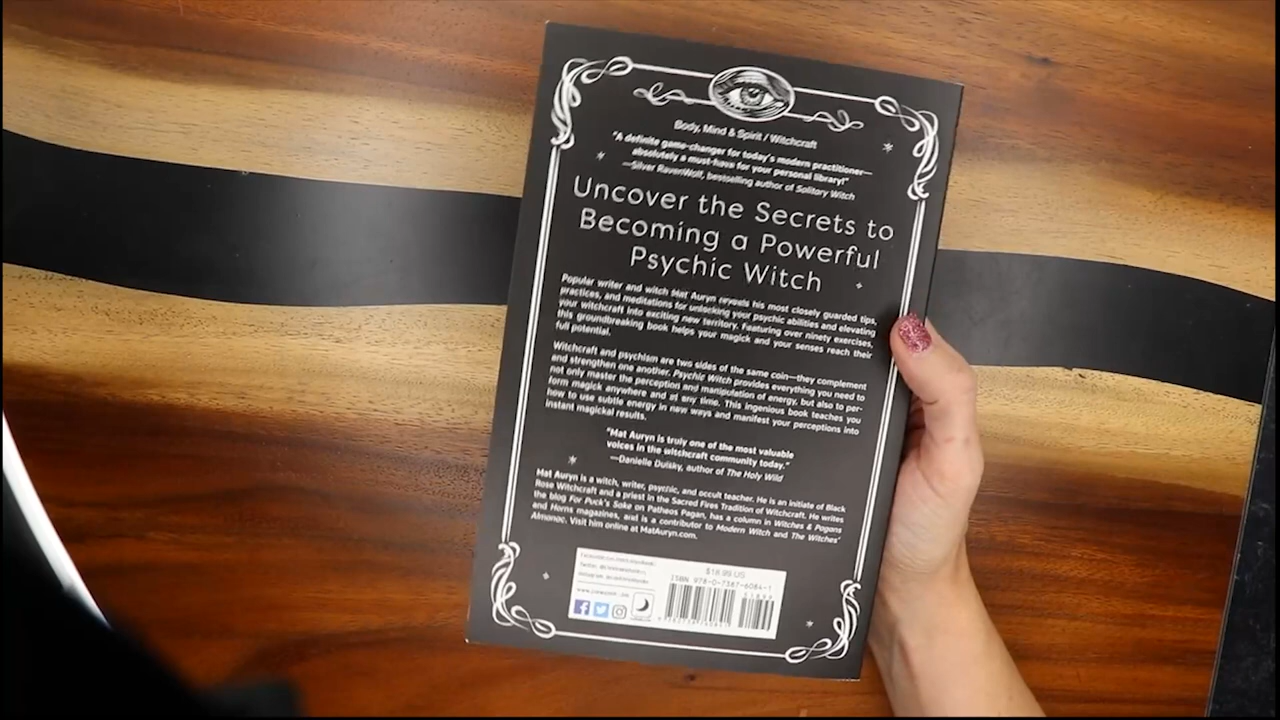 Body, Mind & Spirit / Witchcraft
"A definite game-changer for today's modern practitioner—
absolutely a must-have for your personal library!"
—Silver RavenWolf, bestselling author of Solitary Witch
Uncover the Secrets to
Becoming a Powerful
Psychic Witch
Popular writer and witch Mat Auryn reveals his most closely guarded tips,
practices, and meditations for unlocking your psychic abilities and elevating
your witchcraft into exciting new territory. Featuring over ninety exercises,
this groundbreaking book helps your magick and your senses reach their
full potential.
Witchcraft and psychism are two sides of the same coin—they complement
and strengthen one another. Psychic Witch provides everything you need to
not only master the perception and manipulation of energy, but also to per-
form magick anywhere and at any time. This ingenious book teaches you
how to use subtle energy in new ways and manifest your perceptions into
instant magickal results.
"Mat Auryn is truly one of the most valuable
voices in the witchcraft community today."
—Danielle Dulsky, author of The Holy Wild
Mat Auryn is a witch, writer, psychic, and occult teacher. He is an initiate of Black
Rose Witchcraft and a priest in the Sacred Fires Tradition of Witchcraft. He writes
the blog For Puck's Sake on Patheos Pagan, has a column in Witches & Pagans
and Horns magazines, and is a contributor to Modern Witch and The Witches'
Almanac. Visit him online at MatAuryn.com.
$19.99 US
ISBN 978-0-7387-6084-1
51999